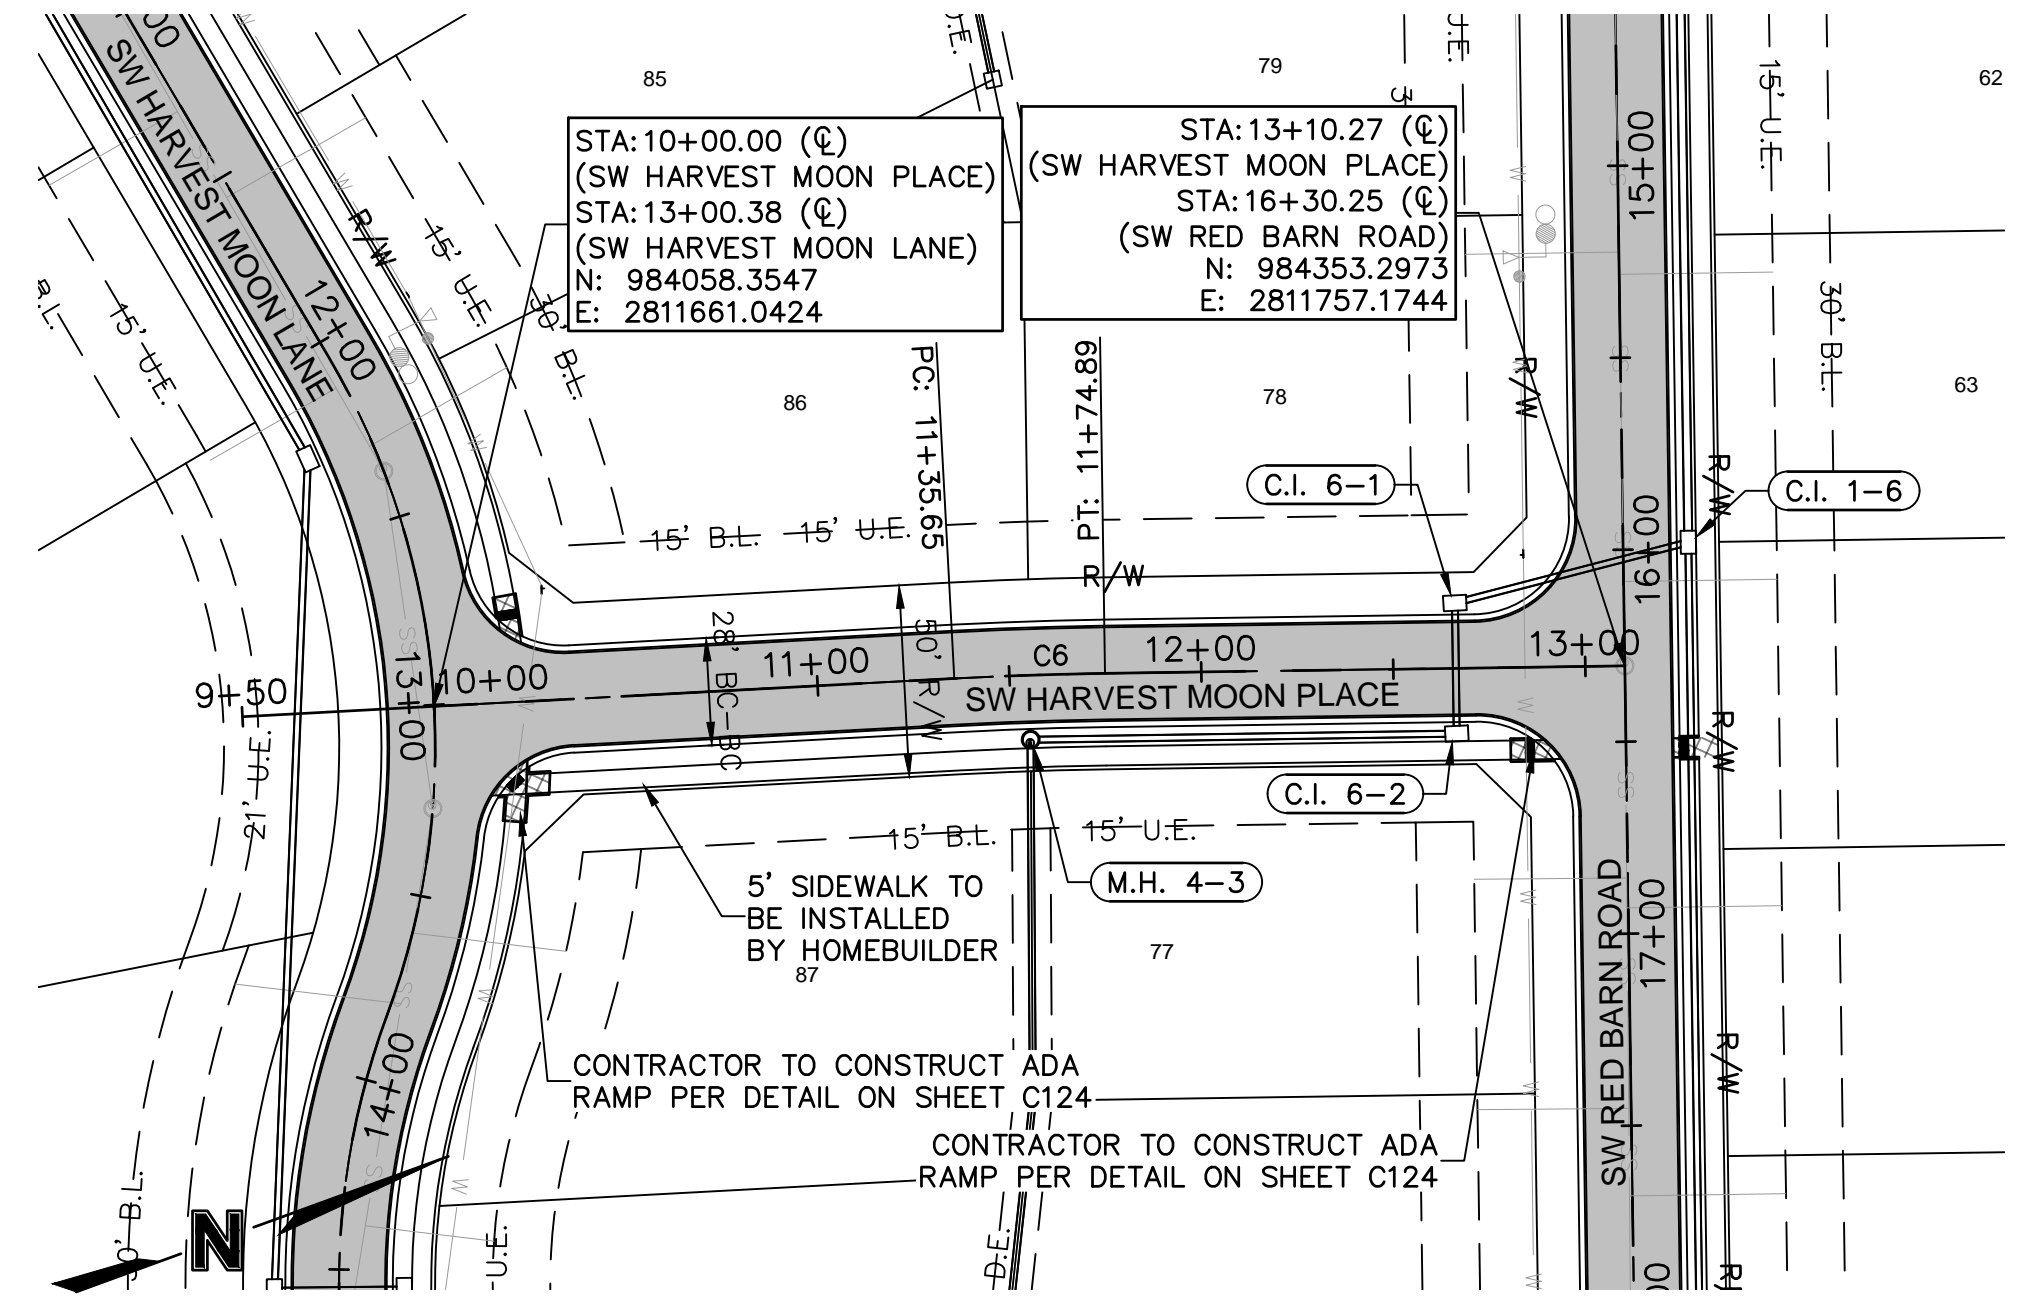 85
79
62
STA:10+00.00 (℄)
(SW HARVEST MOON PLACE)
STA:13+00.38 (℄)
(SW HARVEST MOON LANE)
N: 984058.3547
E: 2811661.0424
STA:13+10.27 (℄)
(SW HARVEST MOON PLACE)
STA:16+30.25 (℄)
(SW RED BARN ROAD)
N: 984353.2973
E: 2811757.1744
SW HARVEST MOON LANE
12+00
R/W
15' U.E.
30' B.L.
15' U.E.
B.L.
U.E.
15' U.E.
30' B.L.
15+00
R/W
86
78
63
PC: 11+35.65
PT: 11+74.89
C.I. 6-1
C.I. 1-6
R/W
15' B.L.
15' U.E.
R/W
16+00
28' BC-BC
50' R/W
9+50
10+00
11+00
C6
12+00
13+00
13+00
SW HARVEST MOON PLACE
21' U.E.
R/W
C.I. 6-2
15' B.L.
15' U.E.
M.H. 4-3
5' SIDEWALK TO
BE INSTALLED
BY HOMEBUILDER
87
77
SW RED BARN ROAD
17+00
14+00
CONTRACTOR TO CONSTRUCT ADA
RAMP PER DETAIL ON SHEET C124
CONTRACTOR TO CONSTRUCT ADA
RAMP PER DETAIL ON SHEET C124
R/W
B.L.
N
U.E.
D.E.